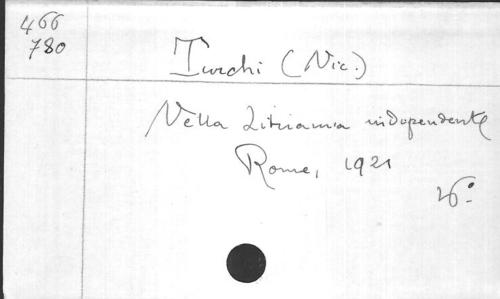 466
780
Turchi (Nic.)
Nella Lituania indipendente
Rome, 1921
16°